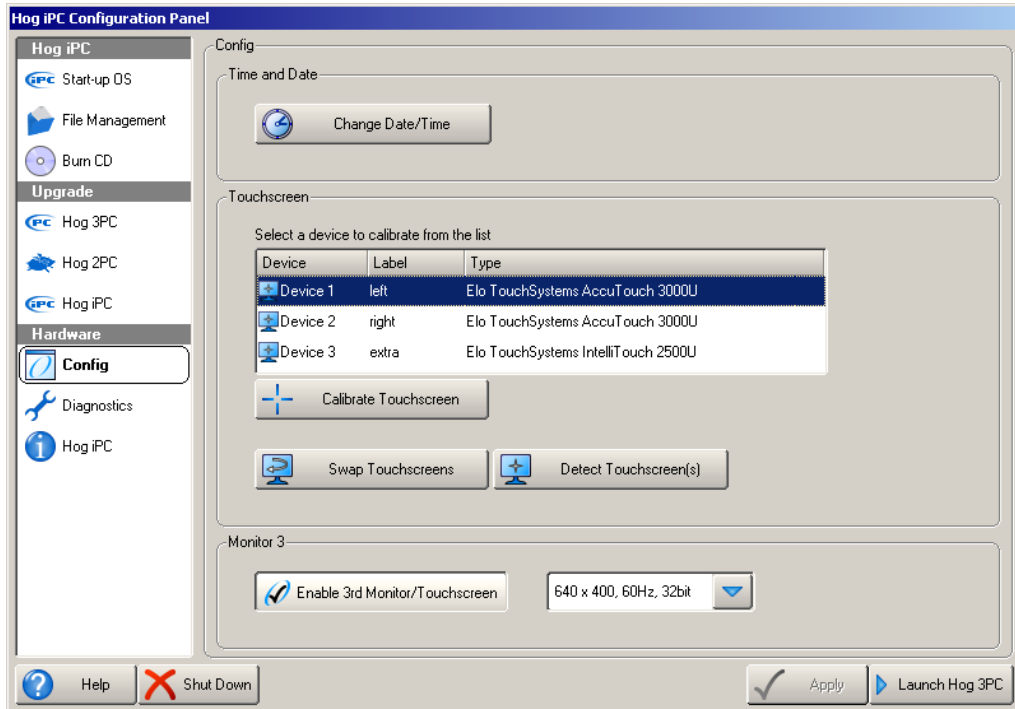 Hog iPC Configuration Panel
Hog iPC
iPC Start-up OS
File Management
Burn CD
Upgrade
PC Hog 3PC
Hog 2PC
iPC Hog iPC
Hardware
Config
Diagnostics
i Hog iPC
Config
Time and Date
Change Date/Time
Touchscreen
Select a device to calibrate from the list
Device Label Type
Device 1 left Elo TouchSystems AccuTouch 3000U
Device 2 right Elo TouchSystems AccuTouch 3000U
Device 3 extra Elo TouchSystems IntelliTouch 2500U
Calibrate Touchscreen
Swap Touchscreens Detect Touchscreen(s)
Monitor 3
Enable 3rd Monitor/Touchscreen 640 x 400, 60Hz, 32bit
? Help Shut Down Apply Launch Hog 3PC